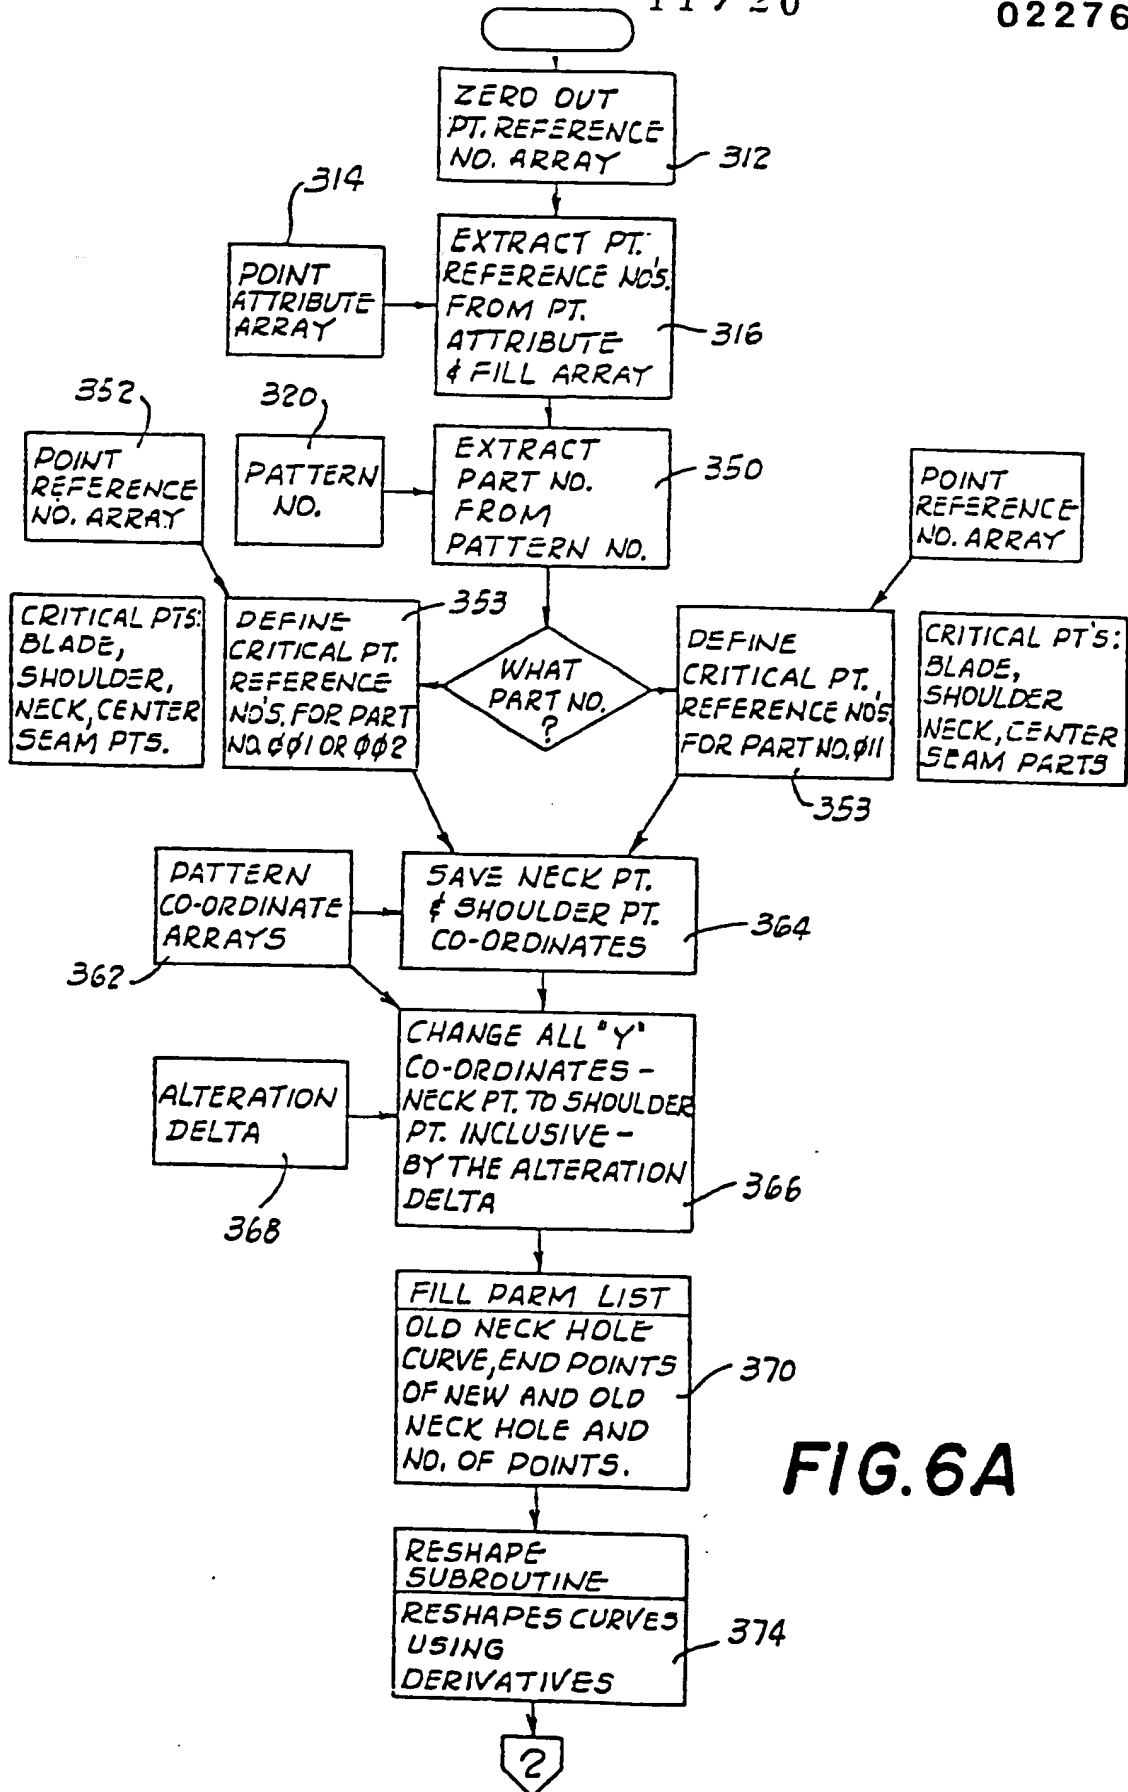 11/20
02276
ZERO OUT
PT. REFERENCE
NO. ARRAY
312
314
POINT
ATTRIBUTE
ARRAY
EXTRACT PT.
REFERENCE NO'S.
FROM PT.
ATTRIBUTE
& FILL ARRAY
316
352
POINT
REFERENCE
NO. ARRAY
320
PATTERN
NO.
EXTRACT
PART NO.
FROM
PATTERN NO.
350
POINT
REFERENCE
NO. ARRAY
CRITICAL PTS:
BLADE,
SHOULDER,
NECK, CENTER
SEAM PTS.
353
DEFINE
CRITICAL PT.
REFERENCE
NO'S, FOR PART
NO. ØØ1 OR ØØ2
WHAT
PART NO.
?
DEFINE
CRITICAL PT.
REFERENCE NO'S,
FOR PART NO. Ø11
353
CRITICAL PT'S:
BLADE,
SHOULDER
NECK, CENTER
SEAM PARTS
PATTERN
CO-ORDINATE
ARRAYS
362
SAVE NECK PT.
& SHOULDER PT.
CO-ORDINATES
364
ALTERATION
DELTA
368
CHANGE ALL "Y"
CO-ORDINATES -
NECK PT. TO SHOULDER
PT. INCLUSIVE -
BY THE ALTERATION
DELTA
366
FILL PARM LIST
OLD NECK HOLE
CURVE, END POINTS
OF NEW AND OLD
NECK HOLE AND
NO. OF POINTS.
370
FIG. 6A
RESHAPE
SUBROUTINE
RESHAPES CURVES
USING
DERIVATIVES
374
2